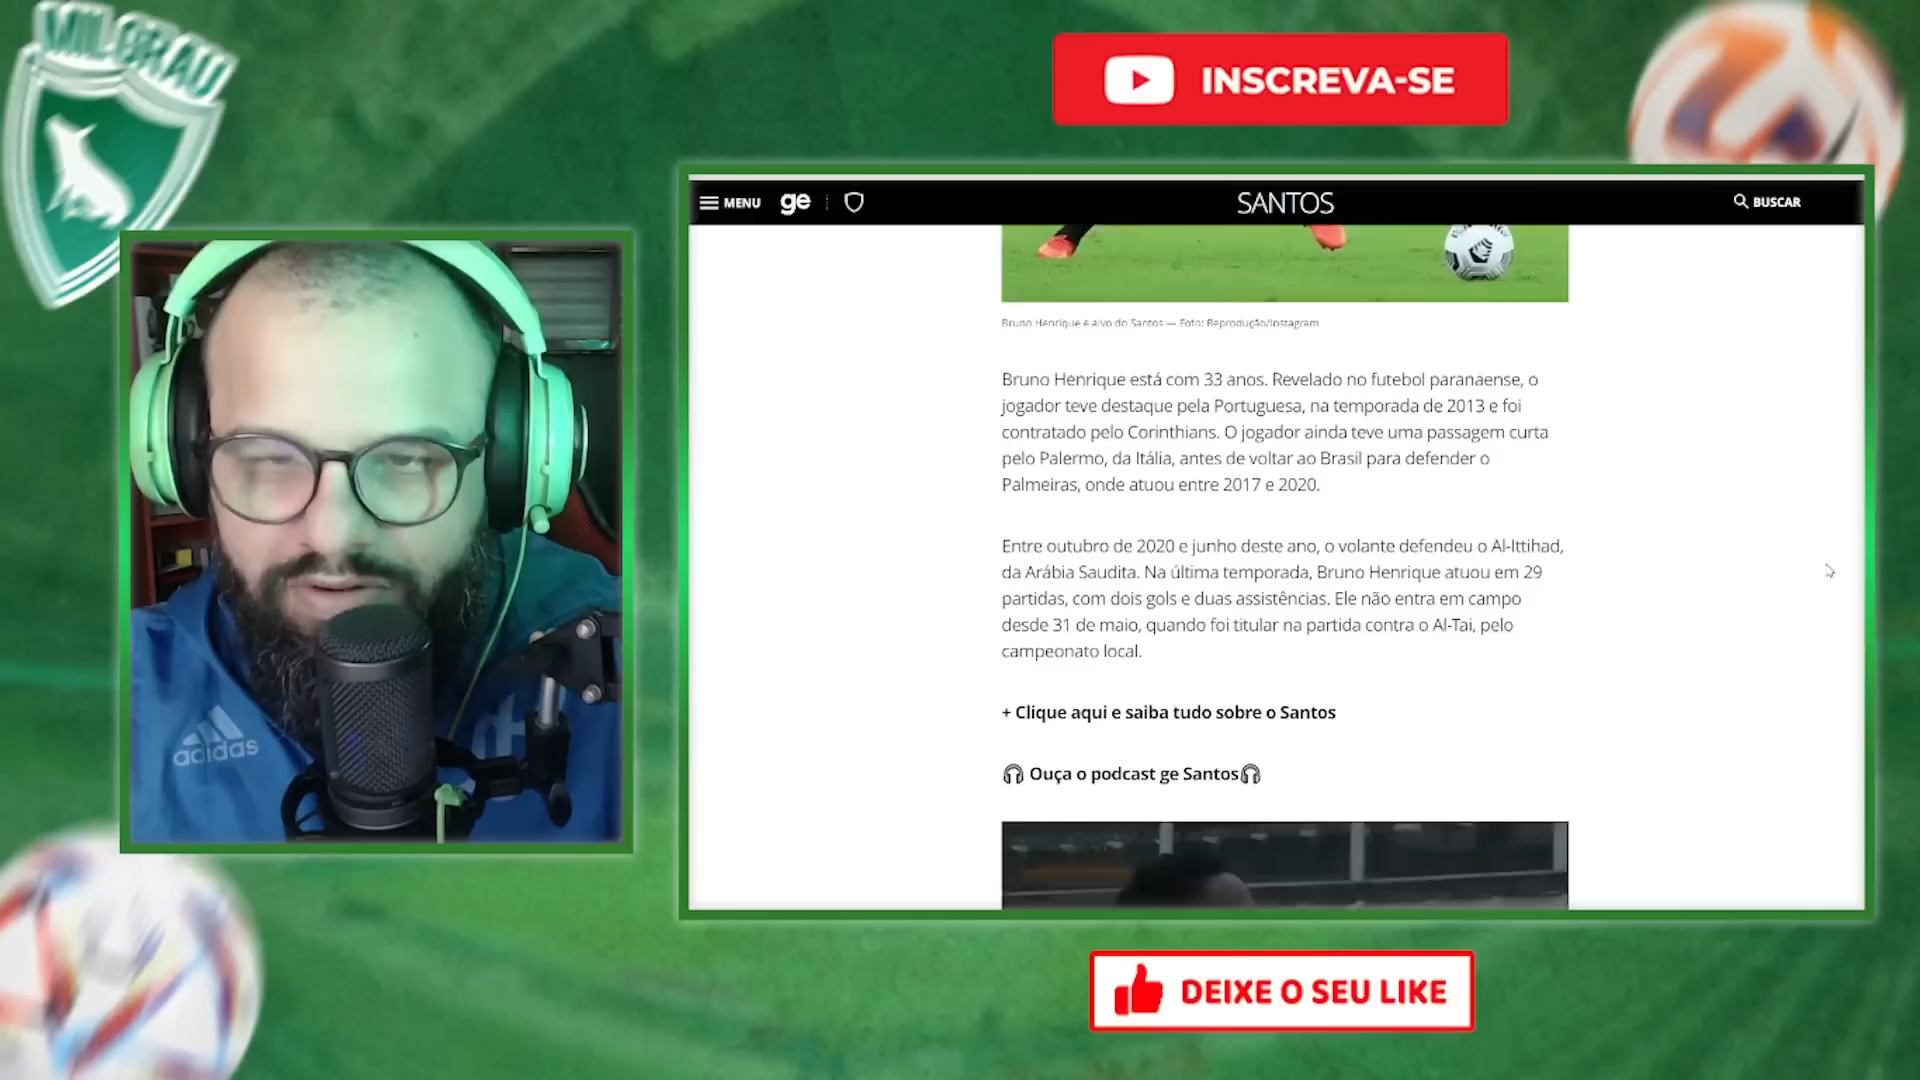 MILGRAU
INSCREVA-SE
MENU
ge
SANTOS
BUSCAR
Bruno Henrique é alvo do Santos — Foto: Reprodução/Instagram
Bruno Henrique está com 33 anos. Revelado no futebol paranaense, o
jogador teve destaque pela Portuguesa, na temporada de 2013 e foi
contratado pelo Corinthians. O jogador ainda teve uma passagem curta
pelo Palermo, da Itália, antes de voltar ao Brasil para defender o
Palmeiras, onde atuou entre 2017 e 2020.
Entre outubro de 2020 e junho deste ano, o volante defendeu o Al-Ittihad,
da Arábia Saudita. Na última temporada, Bruno Henrique atuou em 29
partidas, com dois gols e duas assistências. Ele não entra em campo
desde 31 de maio, quando foi titular na partida contra o Al-Tai, pelo
campeonato local.
+ Clique aqui e saiba tudo sobre o Santos
🎧 Ouça o podcast ge Santos🎧
adidas
DEIXE O SEU LIKE